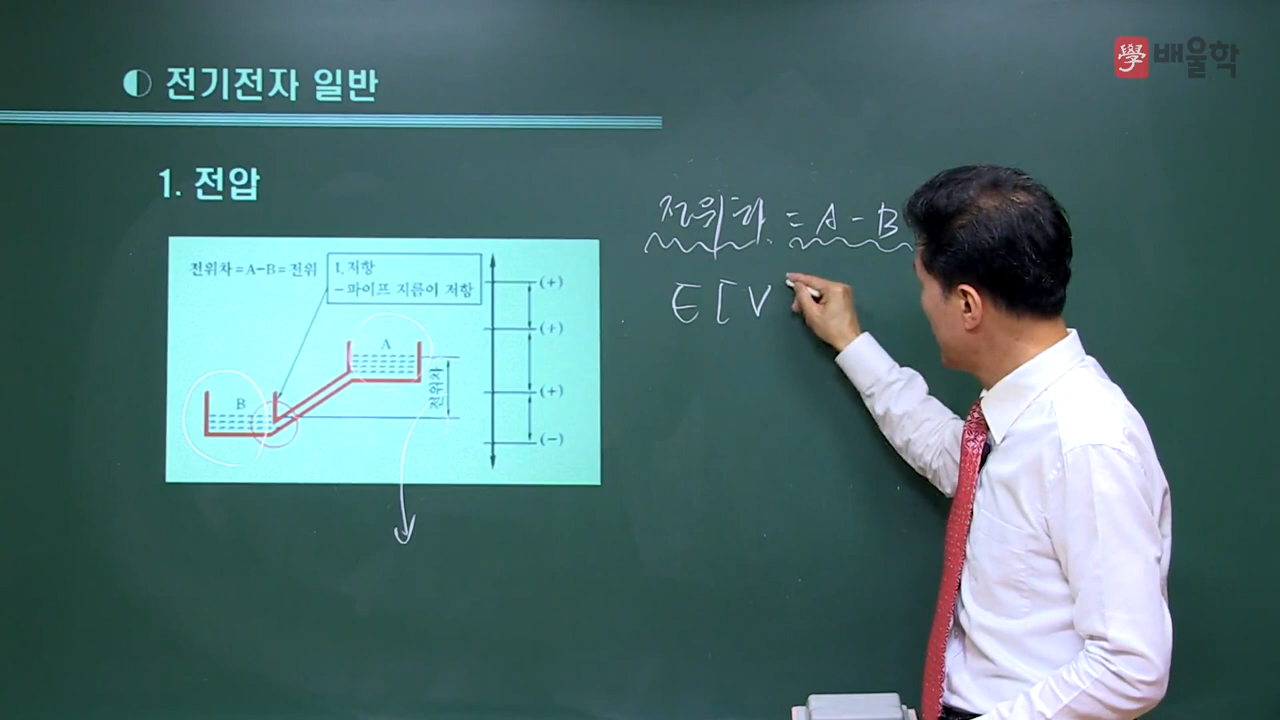 學 배울학
전기전자 일반
1. 전압
전위차=A-B=전위
1.저항
-파이프 지름이 저항
A
B
전위차
(+)
(+)
(+)
(-)
전위차 = A - B
E [ V